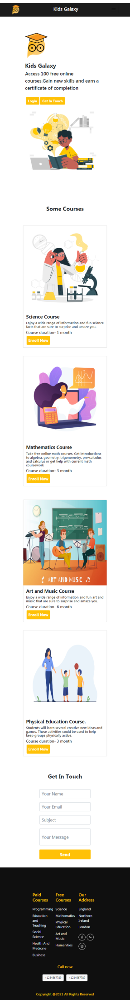 Kids Galaxy
Kids Galaxy
Access 100 free online
courses.Gain new skills and earn a
certificate of completion
Login
Get In Touch
Some Courses
Science Course
Enjoy a wide range of information and fun science
facts that are sure to surprise and amaze you.
Course duration- 1 month
Enroll Now
Mathematics Course
Take free online math courses. Get introductions
to algebra, geometry, trigonometry, pre-calculus
and calculus or get help with current math
coursework
Course duration- 3 month
Enroll Now
ART AND MUSIC
Art and Music Course
Enjoy a wide range of information and fun art and
music that are sure to surprise and amaze you.
Course duration- 6 month
Enroll Now
Physical Education Course.
Students will learn several creative new ideas and
games. These activities could be used to help
keep groups physically active.
Course duration- 3 month
Enroll Now
Get In Touch
Your Name
Your Email
Subject
Your Message
Send
Paid
Courses
Programming
Education
and
Teaching
Social
Science
Health And
Medicine
Business
Free
Courses
Science
Mathematics
Physical
Education
Art and
Music
Humanities
Our
Address
England
Northern
Ireland
London
Call now
+1234567789
+1234567789
Copyright @2021 All Rights Reserved